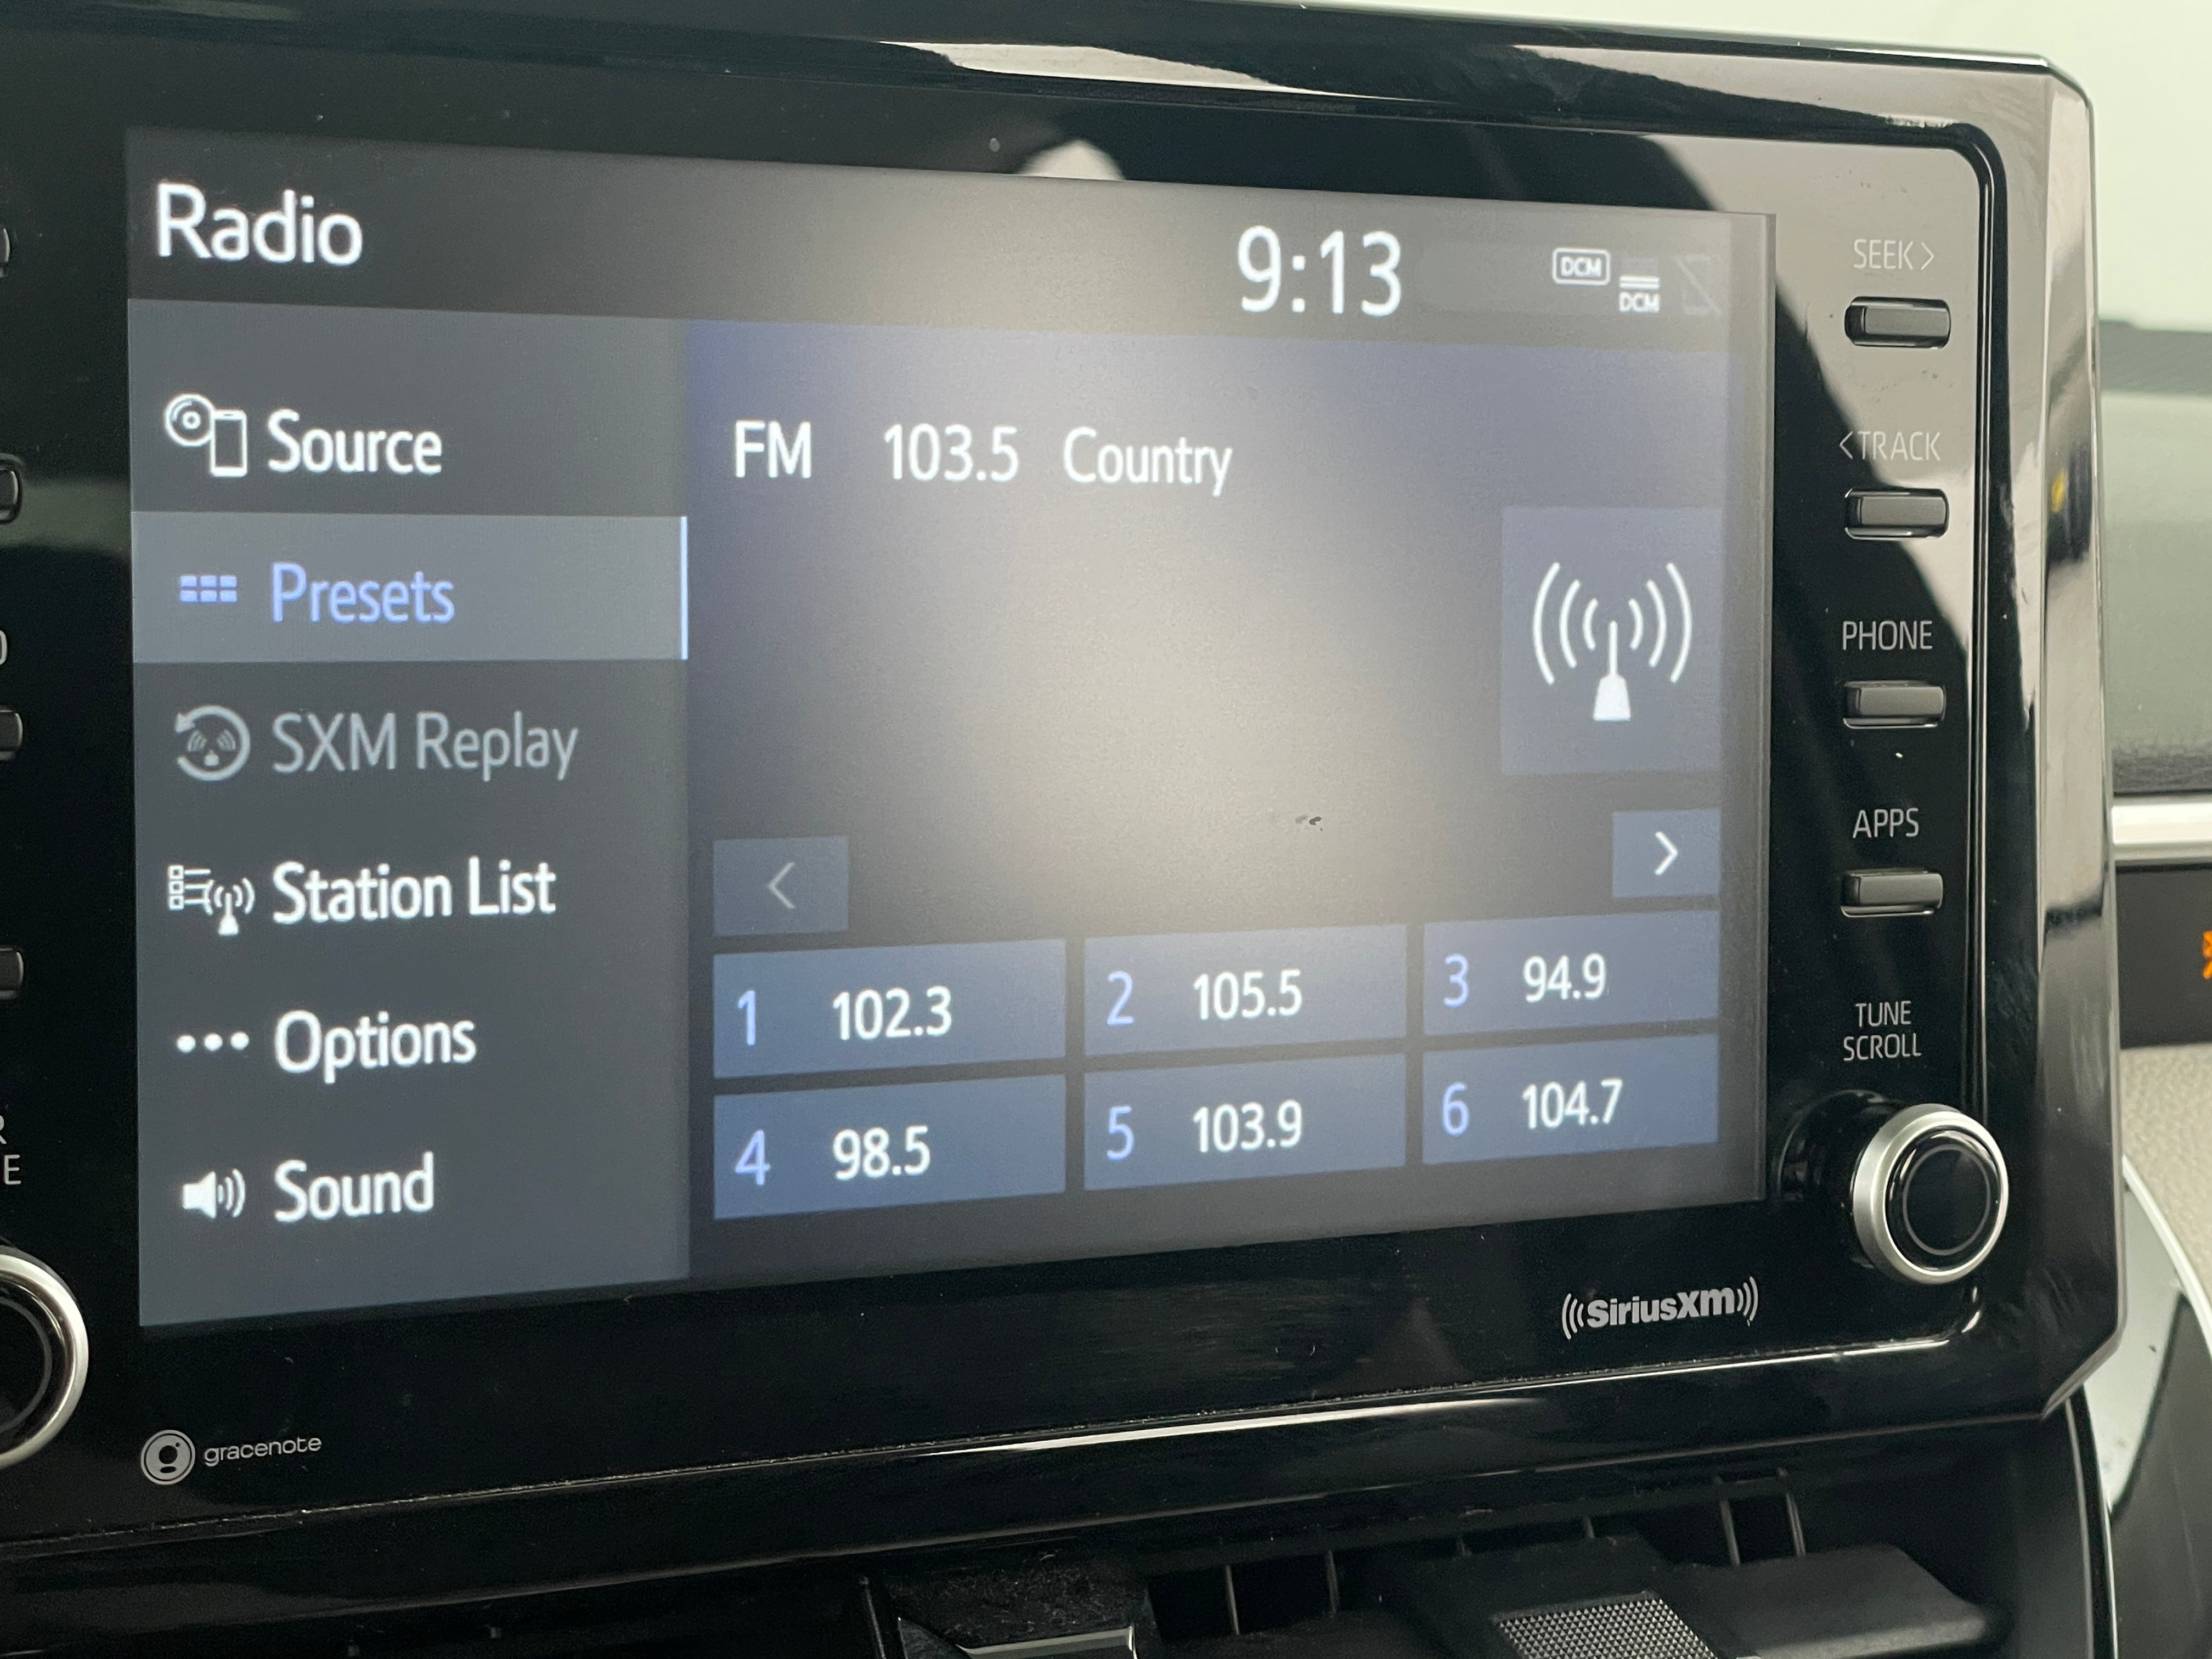 Radio
9:13
DCM
DCM
Source
Presets
SXM Replay
Station List
Options
Sound
FM 103.5 Country
1 102.3
2 105.5
3 94.9
4 98.5
5 103.9
6 104.7
SEEK >
< TRACK
PHONE
APPS
TUNE
SCROLL
SiriusXM
gracenote